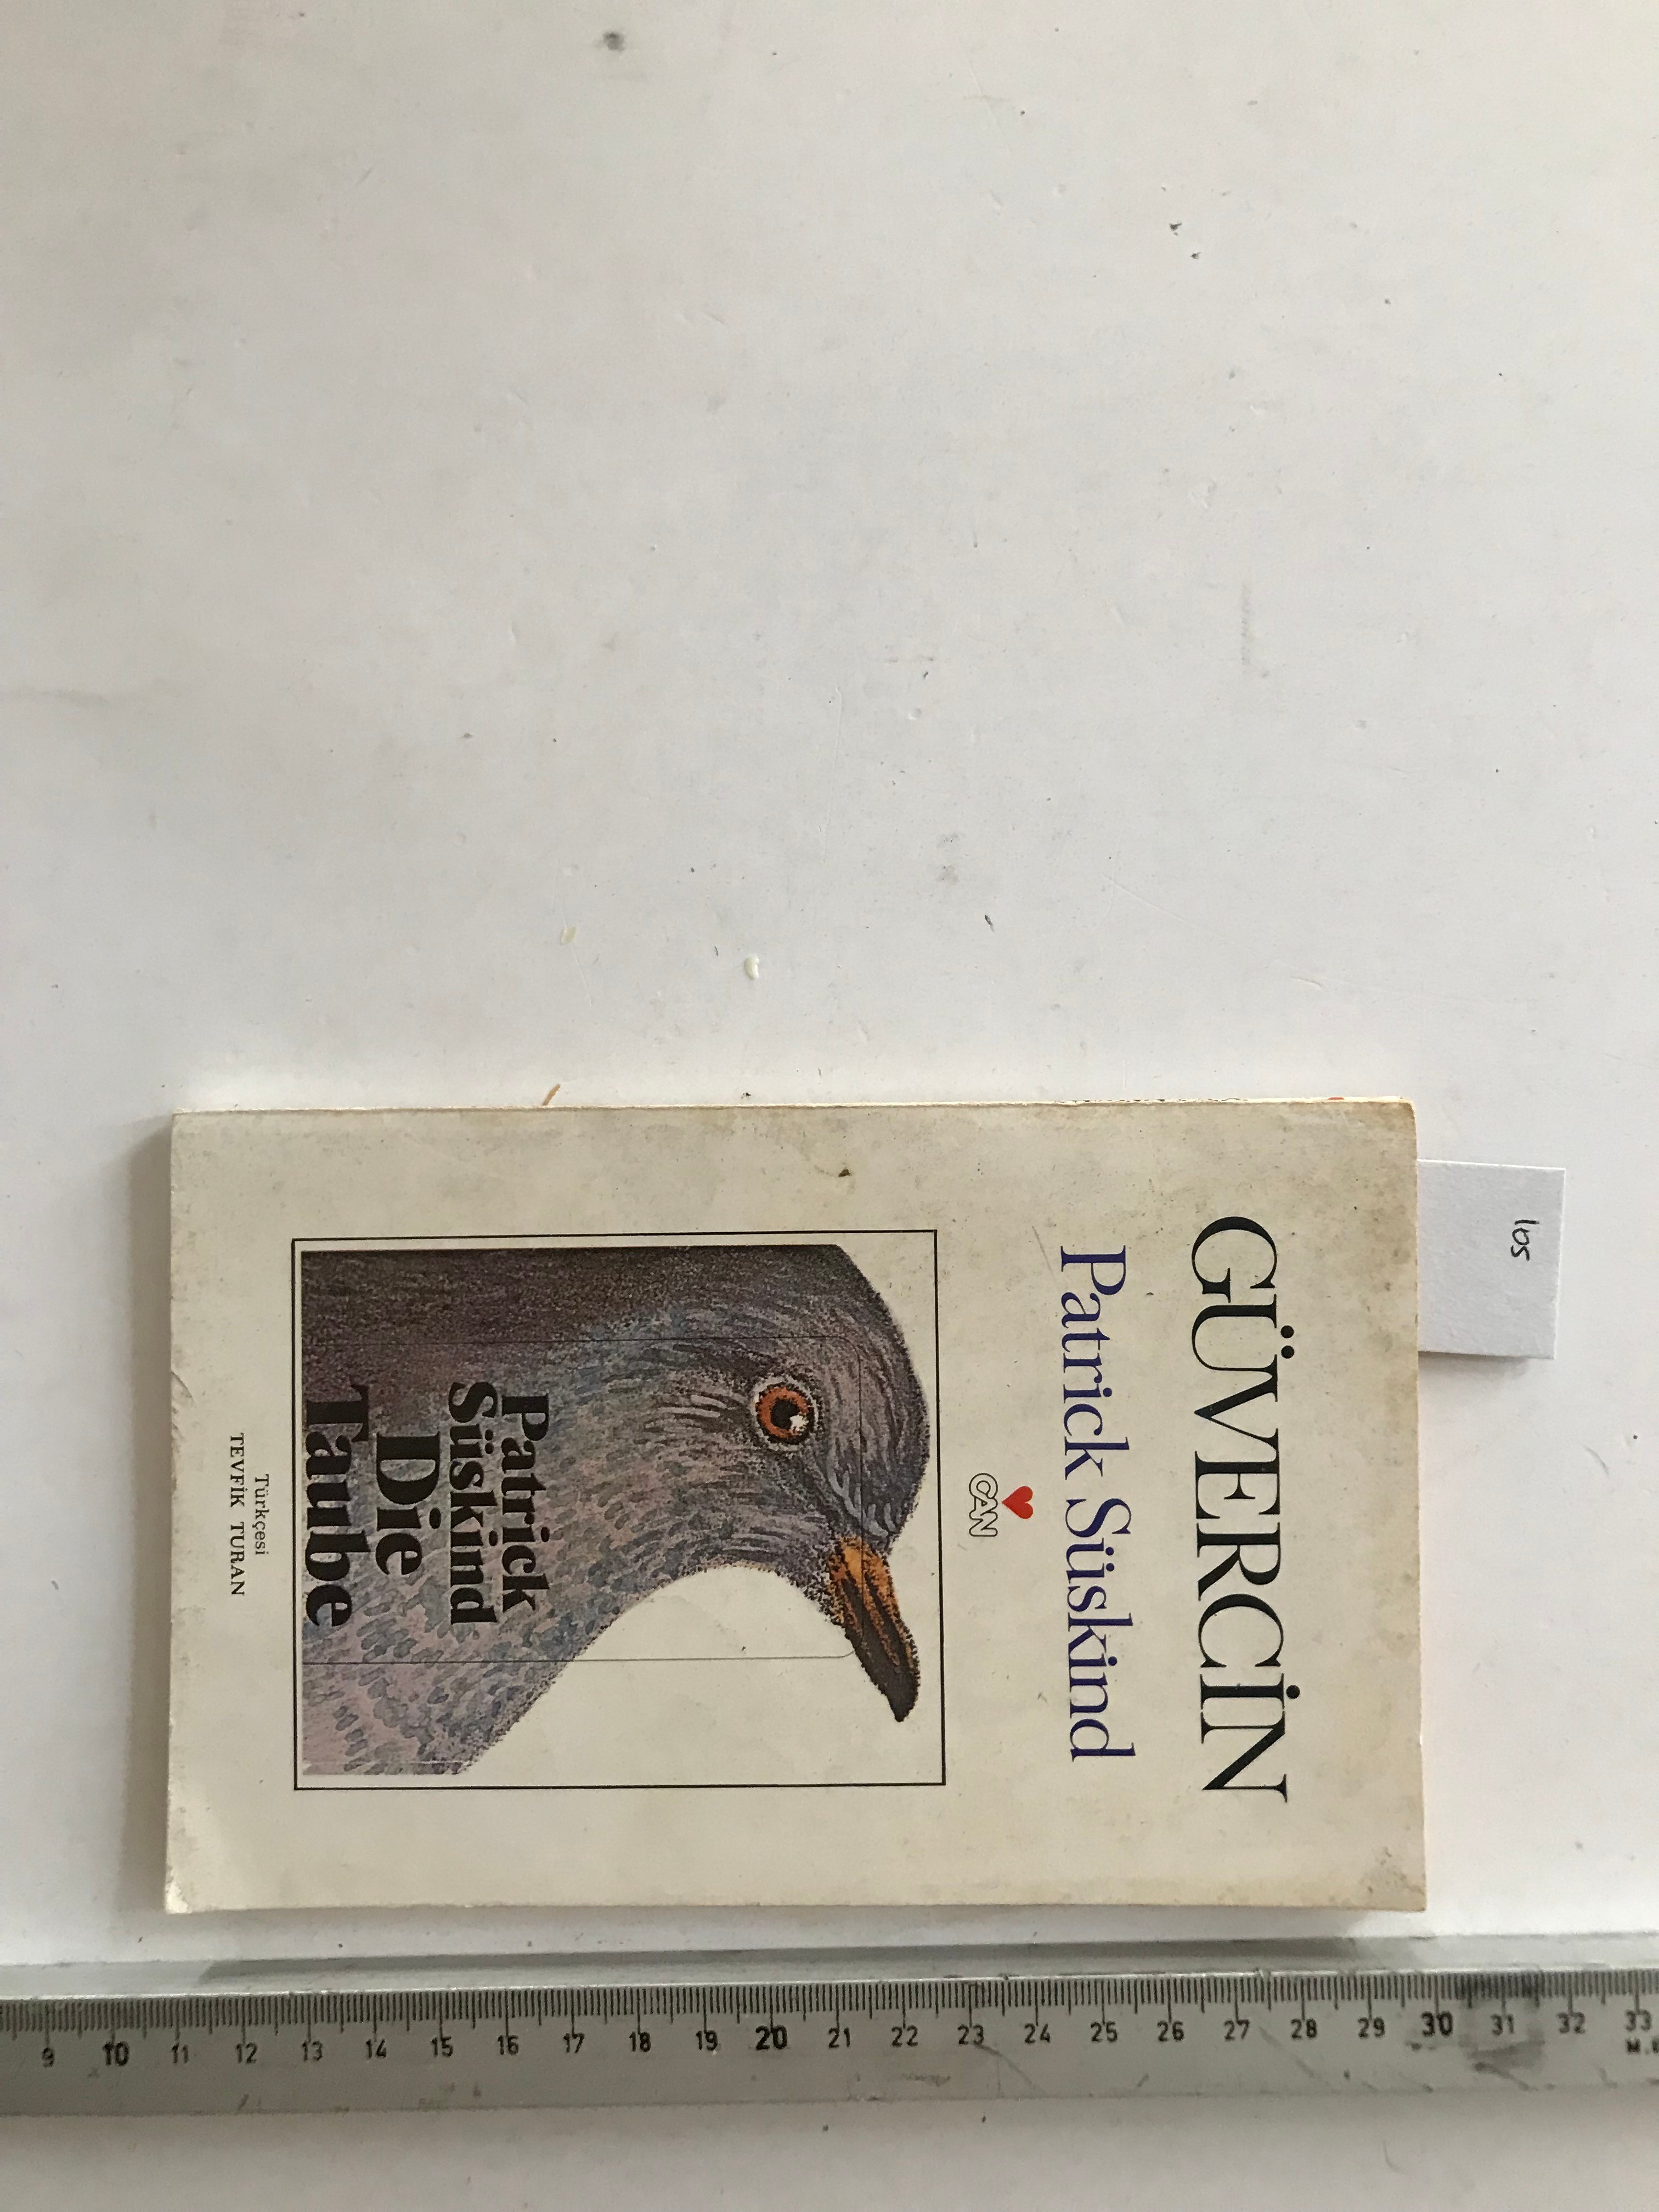 105
GÜVERCİN
Patrick Süskind
CAN
Patrick
Süskind
Die
Taube
Türkçesi
TEVFİK TURAN
9 10 11 12 13 14 15 16 17 18 19 20 21 22 23 24 25 26 27 28 29 30 31 32 33